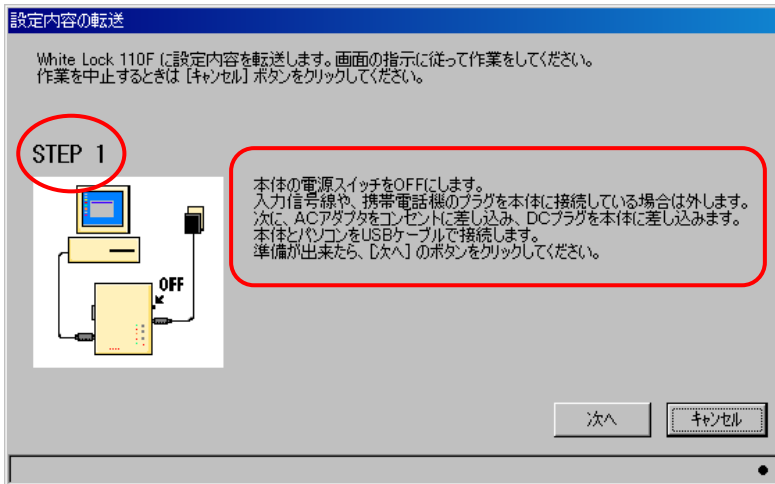 設定内容の転送
White Lock 110F に設定内容を転送します。画面の指示に従って作業をしてください。
作業を中止するときは [キャンセル] ボタンをクリックしてください。
STEP 1
本体の電源スイッチをOFFにします。
入力信号線や、携帯電話機のプラグを本体に接続している場合は外します。
次に、ACアダプタをコンセントに差し込み、DCプラグを本体に差し込みます。
本体とパソコンをUSBケーブルで接続します。
準備が出来たら、[次へ] のボタンをクリックしてください。
OFF
次へ
キャンセル